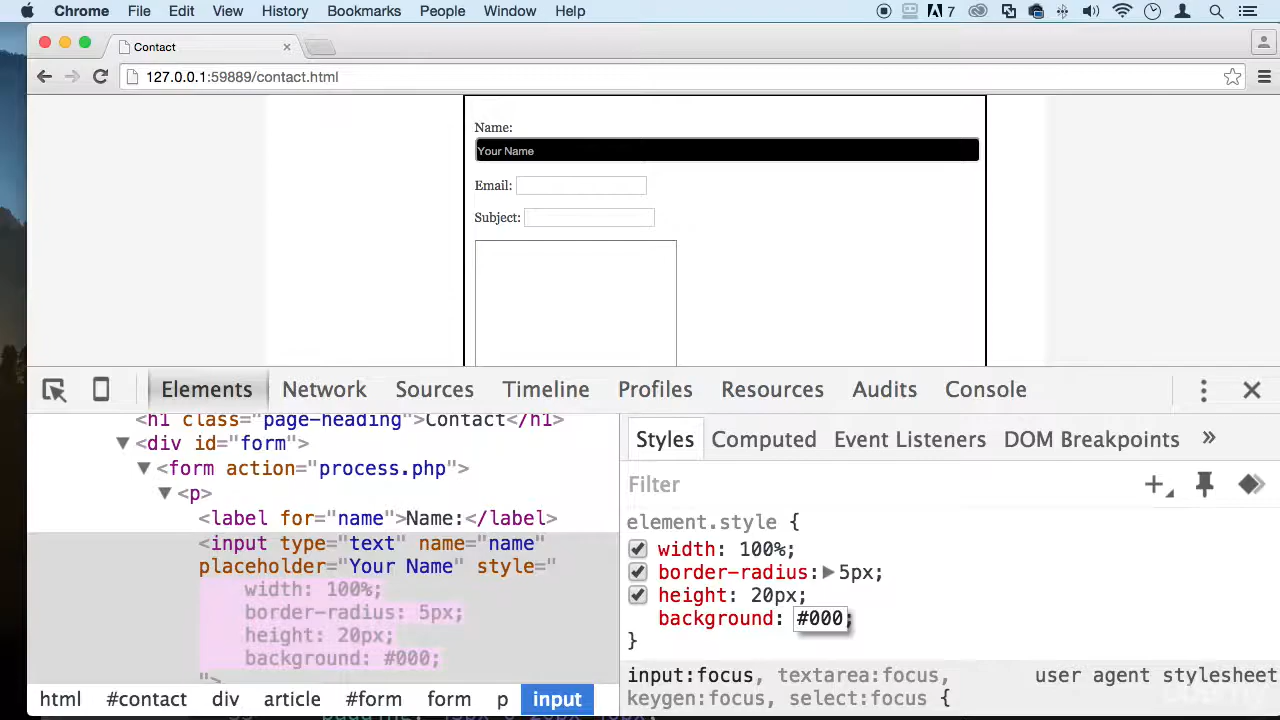 Chrome File Edit View History Bookmarks People Window Help 7
Contact ×
127.0.0.1:59889/contact.html
Name:
Your Name
Email:
Subject:
Elements Network Sources Timeline Profiles Resources Audits Console
<h1 class="page-heading">Contact</h1>
<div id="form">
<form action="process.php">
<p>
<label for="name">Name:</label>
<input type="text" name="name"
placeholder="Your Name" style="
width: 100%;
border-radius: 5px;
height: 20px;
background: #000;
">
html #contact div article #form form p input
Styles Computed Event Listeners DOM Breakpoints »
Filter
element.style {
width: 100%;
border-radius: 5px;
height: 20px;
background: #000;
}
input:focus, textarea:focus, user agent stylesheet
keygen:focus, select:focus {